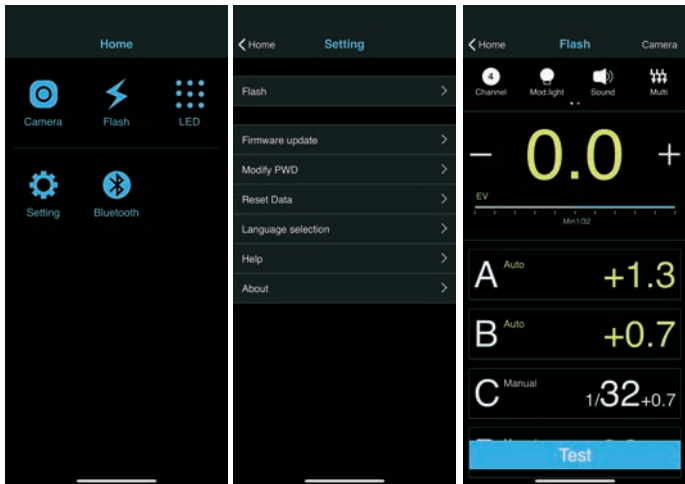 Home
Camera
Flash
LED
Setting
Bluetooth
Home
Setting
Flash
Firmware update
Modify PWD
Reset Data
Language selection
Help
About
Home
Flash
Camera
4
Channel
Mod.light
Sound
Multi
− 0.0 +
EV
Min1/32
A Auto +1.3
B Auto +0.7
C Manual 1/32+0.7
Test